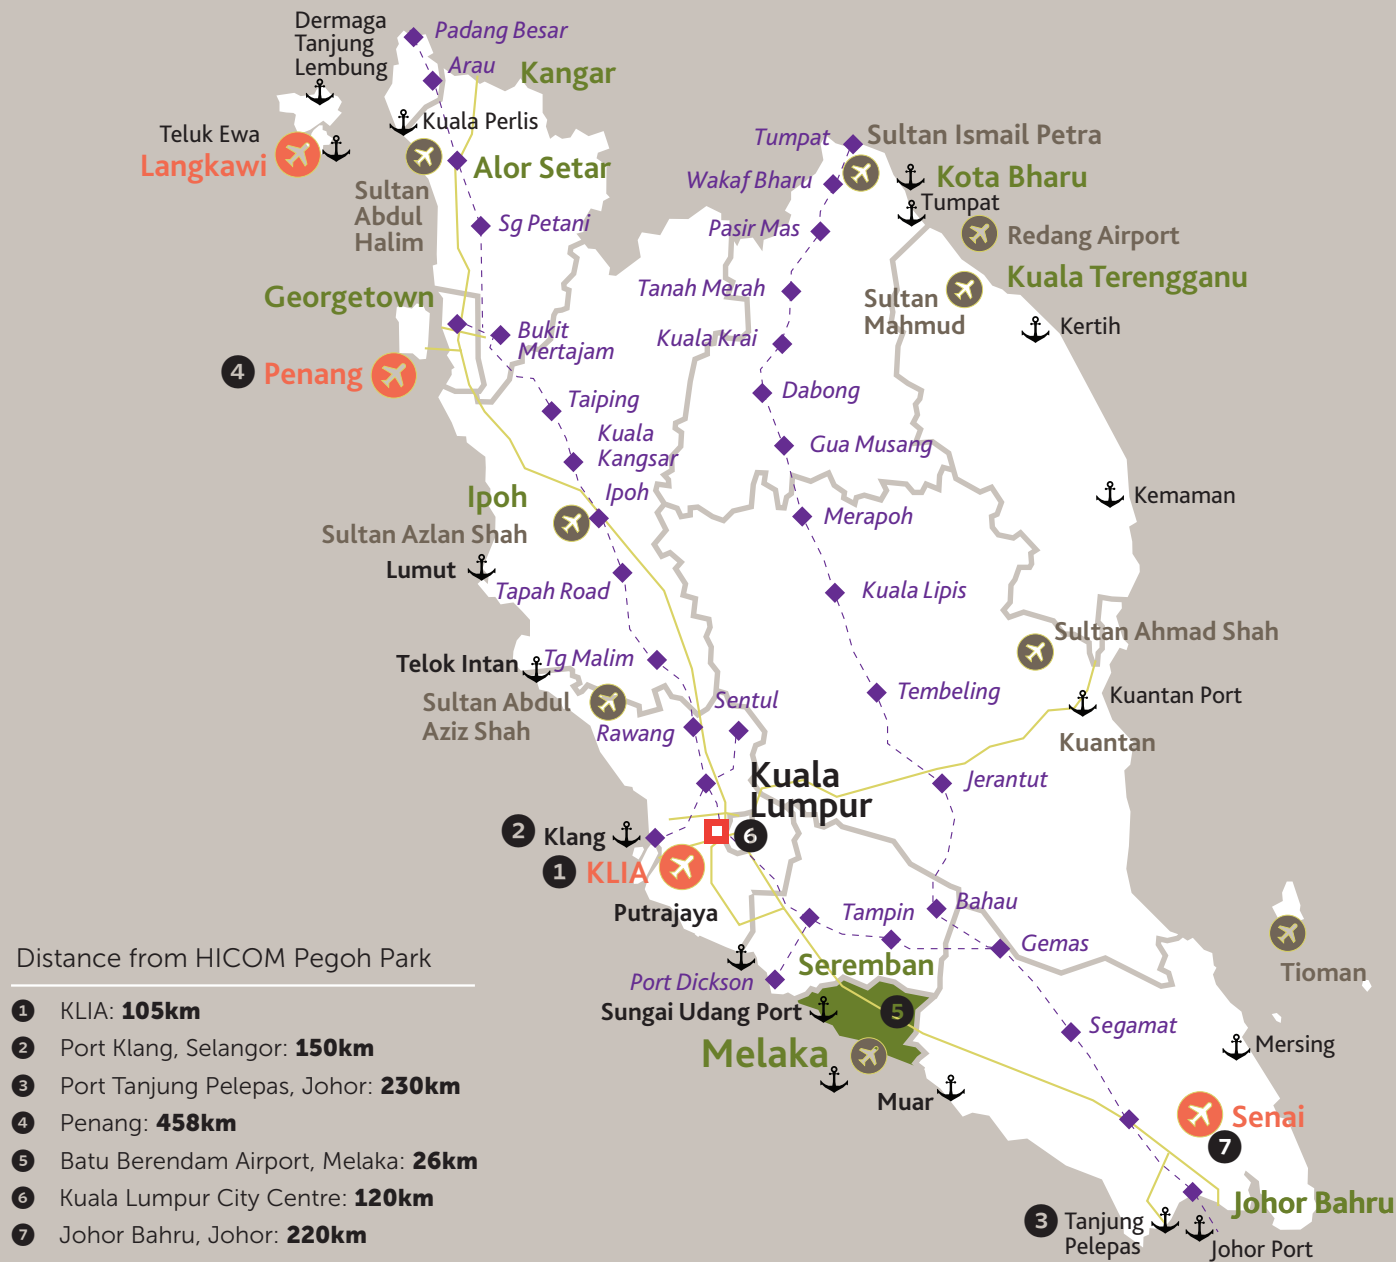 Dermaga
Tanjung
Lembung
Padang Besar
Arau
Kangar
Teluk Ewa
Langkawi
Kuala Perlis
Alor Setar
Sultan
Abdul
Halim
Sg Petani
Tumpat
Sultan Ismail Petra
Wakaf Bharu
Kota Bharu
Tumpat
Pasir Mas
Redang Airport
Tanah Merah
Sultan
Mahmud
Kuala Terengganu
Kuala Krai
Kertih
Georgetown
Bukit
Mertajam
4 Penang
Taiping
Dabong
Kuala
Kangsar
Gua Musang
Ipoh
Ipoh
Sultan Azlan Shah
Kemaman
Merapoh
Lumut
Tapah Road
Kuala Lipis
Sultan Ahmad Shah
Telok Intan
Tg Malim
Sultan Abdul
Aziz Shah
Sentul
Rawang
Tembeling
Kuantan Port
Kuantan
Kuala
Lumpur
Jerantut
2 Klang
6
1 KLIA
Putrajaya
Tampin
Bahau
Gemas
Seremban
Port Dickson
Tioman
Sungai Udang Port
5
Segamat
Melaka
Mersing
Muar
Senai
7
Johor Bahru
3 Tanjung
Pelepas
Johor Port
Distance from HICOM Pegoh Park
1 KLIA: 105km
2 Port Klang, Selangor: 150km
3 Port Tanjung Pelepas, Johor: 230km
4 Penang: 458km
5 Batu Berendam Airport, Melaka: 26km
6 Kuala Lumpur City Centre: 120km
7 Johor Bahru, Johor: 220km